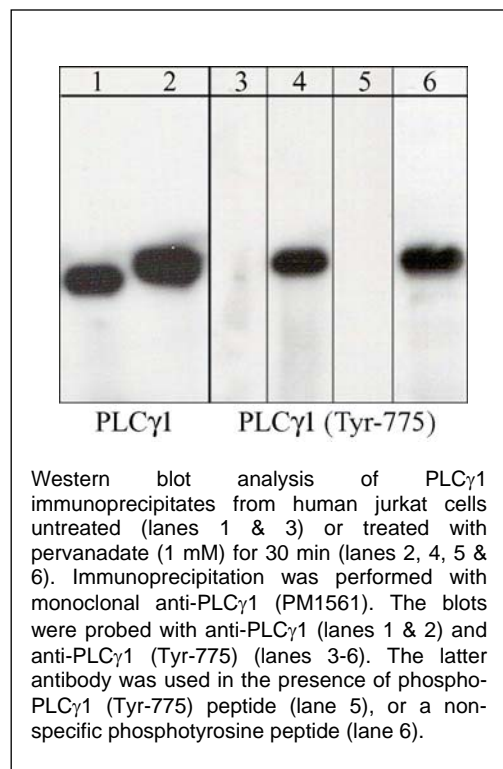 1 2 3 4 5 6
PLCγ1 PLCγ1 (Tyr-775)
Western blot analysis of PLCγ1
immunoprecipitates from human jurkat cells
untreated (lanes 1 & 3) or treated with
pervanadate (1 mM) for 30 min (lanes 2, 4, 5 &
6). Immunoprecipitation was performed with
monoclonal anti-PLCγ1 (PM1561). The blots
were probed with anti-PLCγ1 (lanes 1 & 2) and
anti-PLCγ1 (Tyr-775) (lanes 3-6). The latter
antibody was used in the presence of phospho-
PLCγ1 (Tyr-775) peptide (lane 5), or a non-
specific phosphotyrosine peptide (lane 6).